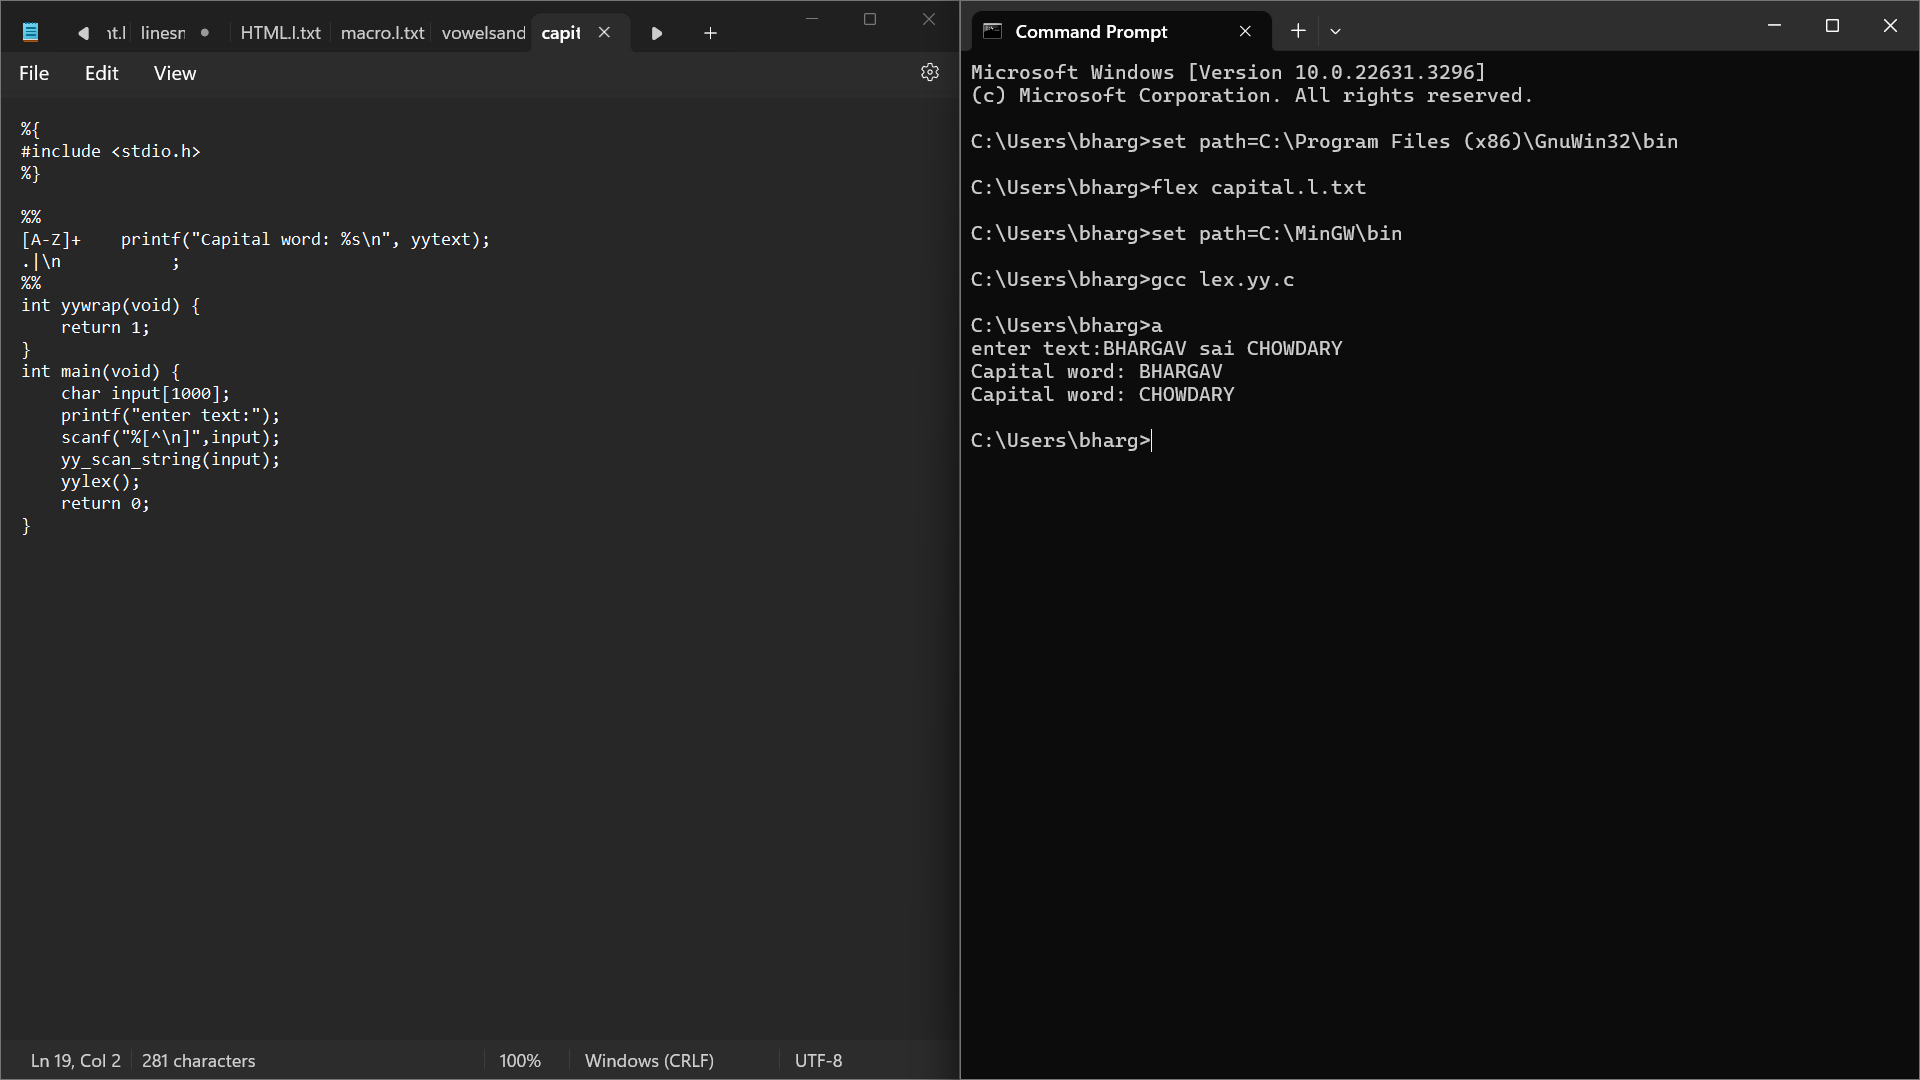 nt.l linesn HTML.l.txt macro.l.txt vowelsand capit
File Edit View
%{
#include <stdio.h>
%}
%%
[A-Z]+    printf("Capital word: %s\n", yytext);
.|\n           ;
%%
int yywrap(void) {
    return 1;
}
int main(void) {
    char input[1000];
    printf("enter text:");
    scanf("%[^\n]",input);
    yy_scan_string(input);
    yylex();
    return 0;
}
Ln 19, Col 2 281 characters 100% Windows (CRLF) UTF-8
Command Prompt
Microsoft Windows [Version 10.0.22631.3296]
(c) Microsoft Corporation. All rights reserved.
C:\Users\bharg>set path=C:\Program Files (x86)\GnuWin32\bin
C:\Users\bharg>flex capital.l.txt
C:\Users\bharg>set path=C:\MinGW\bin
C:\Users\bharg>gcc lex.yy.c
C:\Users\bharg>a
enter text:BHARGAV sai CHOWDARY
Capital word: BHARGAV
Capital word: CHOWDARY
C:\Users\bharg>